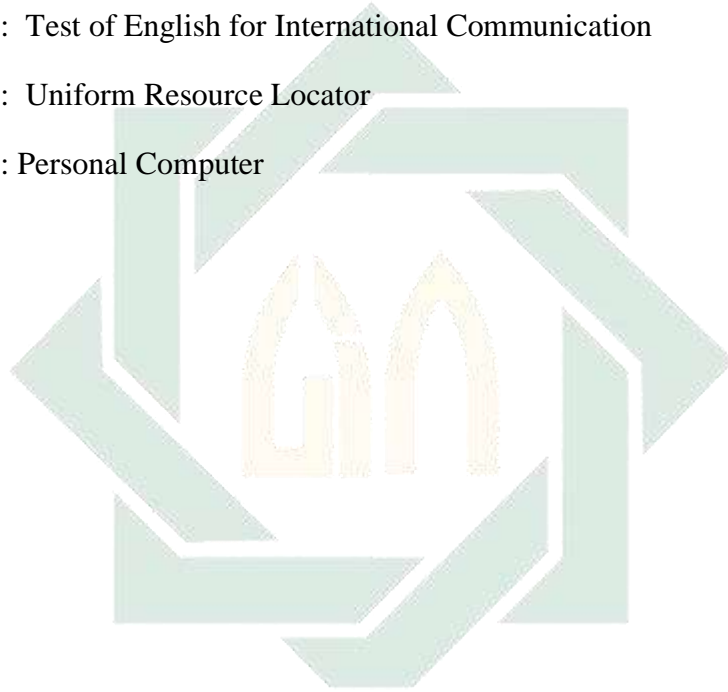 : Test of English for International Communication
: Uniform Resource Locator
: Personal Computer